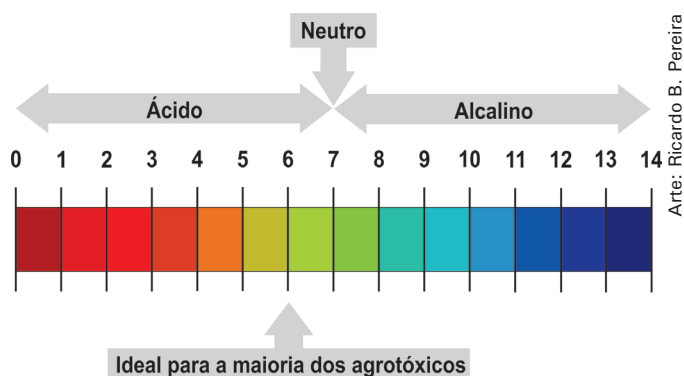 Neutro
Ácido Alcalino
0 1 2 3 4 5 6 7 8 9 10 11 12 13 14
Ideal para a maioria dos agrotóxicos
Arte: Ricardo B. Pereira